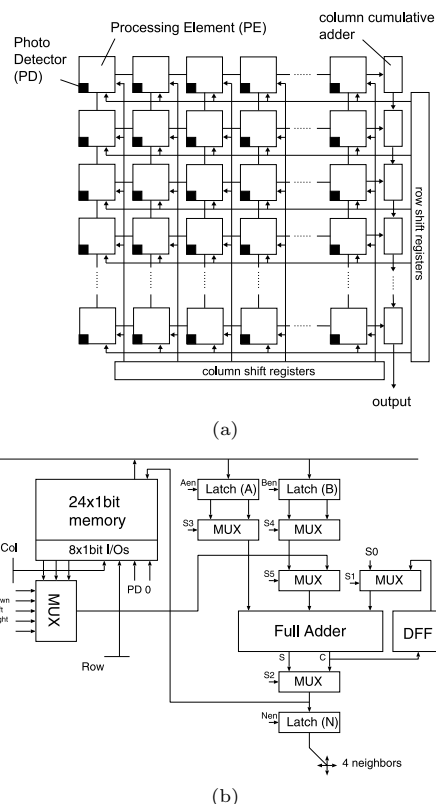 Processing Element (PE)
column cumulative
adder
Photo
Detector
(PD)
row shift registers
column shift registers
output
(a)
24x1bit
memory
8x1bit I/Os
Col
MUX
PD 0
Row
Aen
Latch (A)
Ben
Latch (B)
S3
MUX
S4
MUX
S0
S5
MUX
S1
MUX
Full Adder
DFF
S
C
S2
MUX
Nen
Latch (N)
4 neighbors
(b)